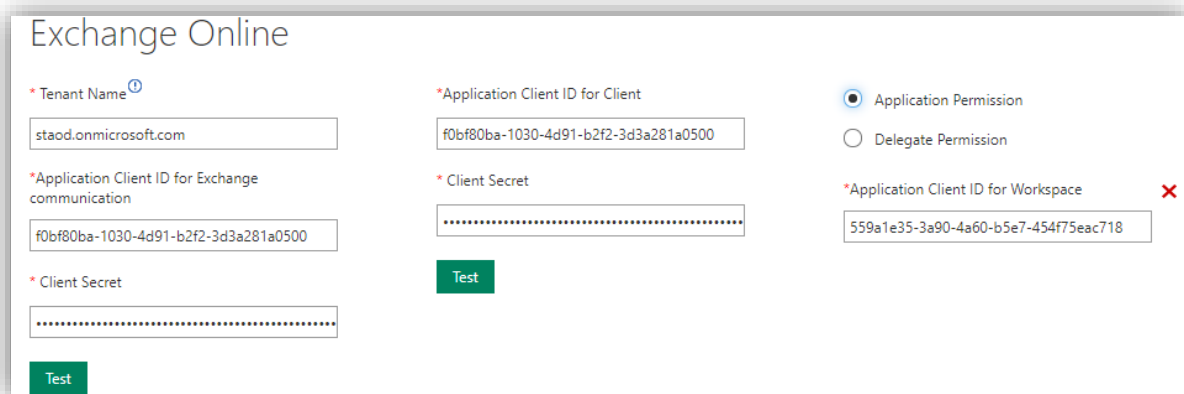 Exchange Online
* Tenant Name
staod.onmicrosoft.com
*Application Client ID for Exchange
communication
f0bf80ba-1030-4d91-b2f2-3d3a281a0500
* Client Secret
••••••••••••••••••••••••••••••••••••••••••••••••••
Test
*Application Client ID for Client
f0bf80ba-1030-4d91-b2f2-3d3a281a0500
* Client Secret
••••••••••••••••••••••••••••••••••••••••••••••••••
Test
Application Permission
Delegate Permission
*Application Client ID for Workspace
559a1e35-3a90-4a60-b5e7-454f75eac718